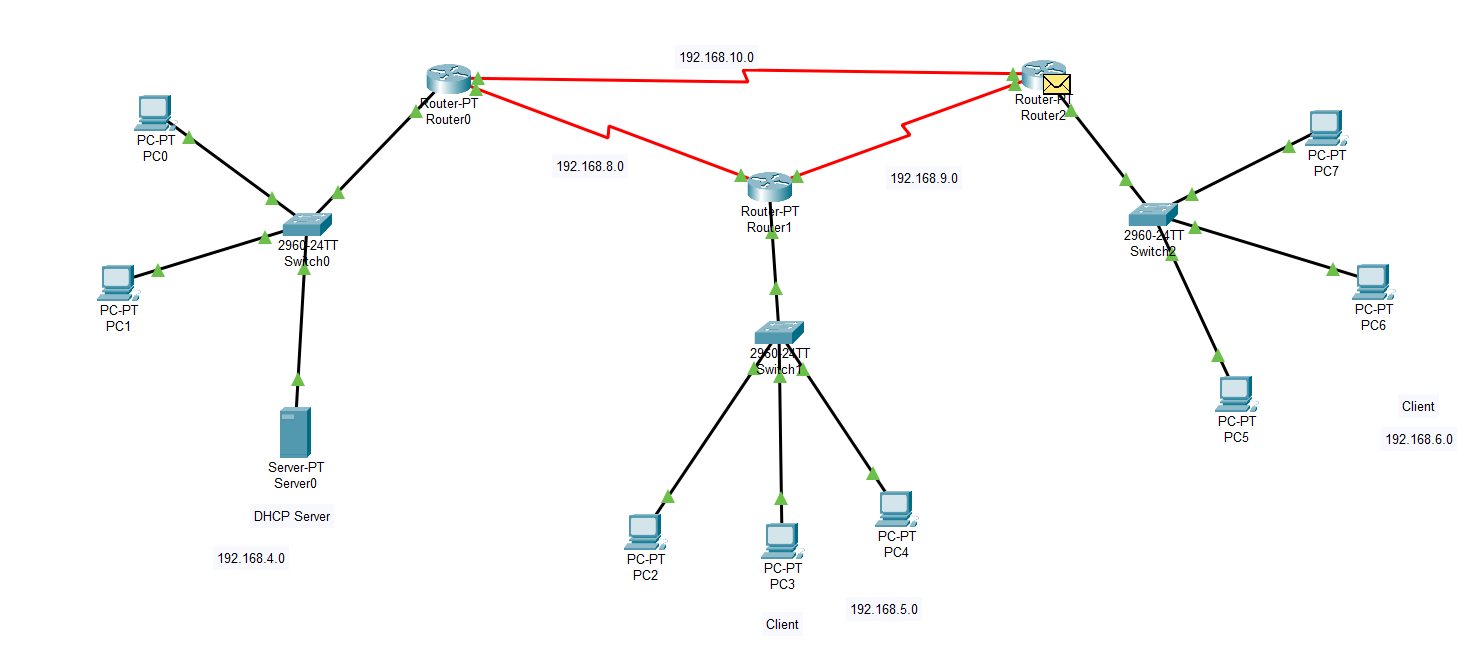 192.168.10.0
Router-PT
Router0
Router-PT
Router2
PC-PT
PC0
PC-PT
PC7
192.168.8.0
192.168.9.0
Router-PT
Router1
2960-24TT
Switch0
2960-24TT
Switch2
PC-PT
PC1
PC-PT
PC6
2960-24TT
Switch1
Client
PC-PT
PC5
192.168.6.0
Server-PT
Server0
DHCP Server
192.168.4.0
PC-PT
PC4
PC-PT
PC2
PC-PT
PC3
192.168.5.0
Client